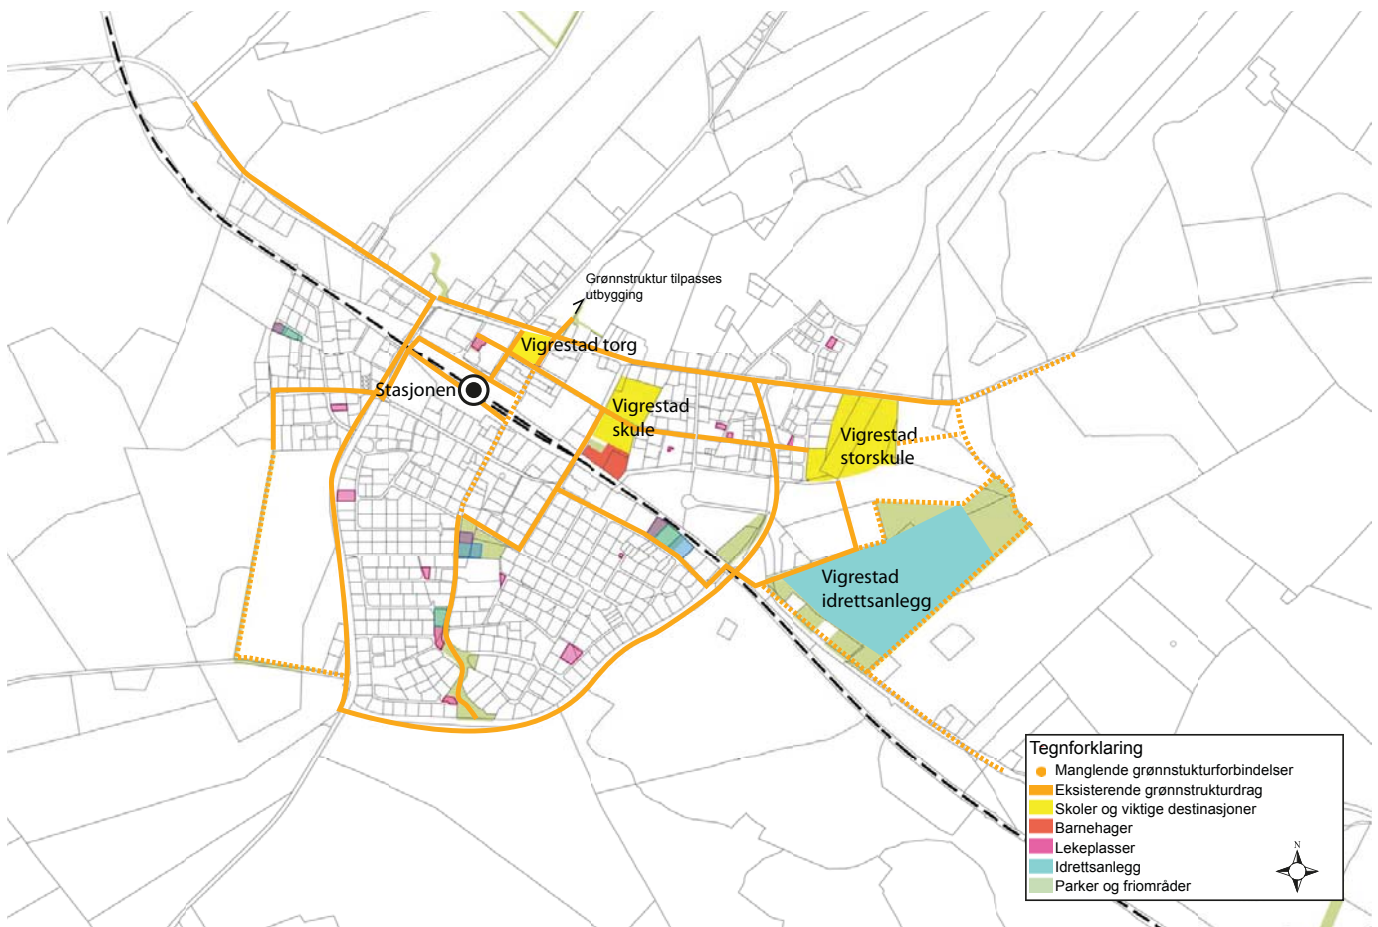 Grønnstruktur tilpasses
utbygging
Vigrestad torg
Stasjonen
Vigrestad
skule
Vigrestad
storskule
Vigrestad
idrettsanlegg
Tegnforklaring
Manglende grønnstukturforbindelser
Eksisterende grønnstrukturdrag
Skoler og viktige destinasjoner
Barnehager
Lekeplasser
Idrettsanlegg
Parker og friområder
N